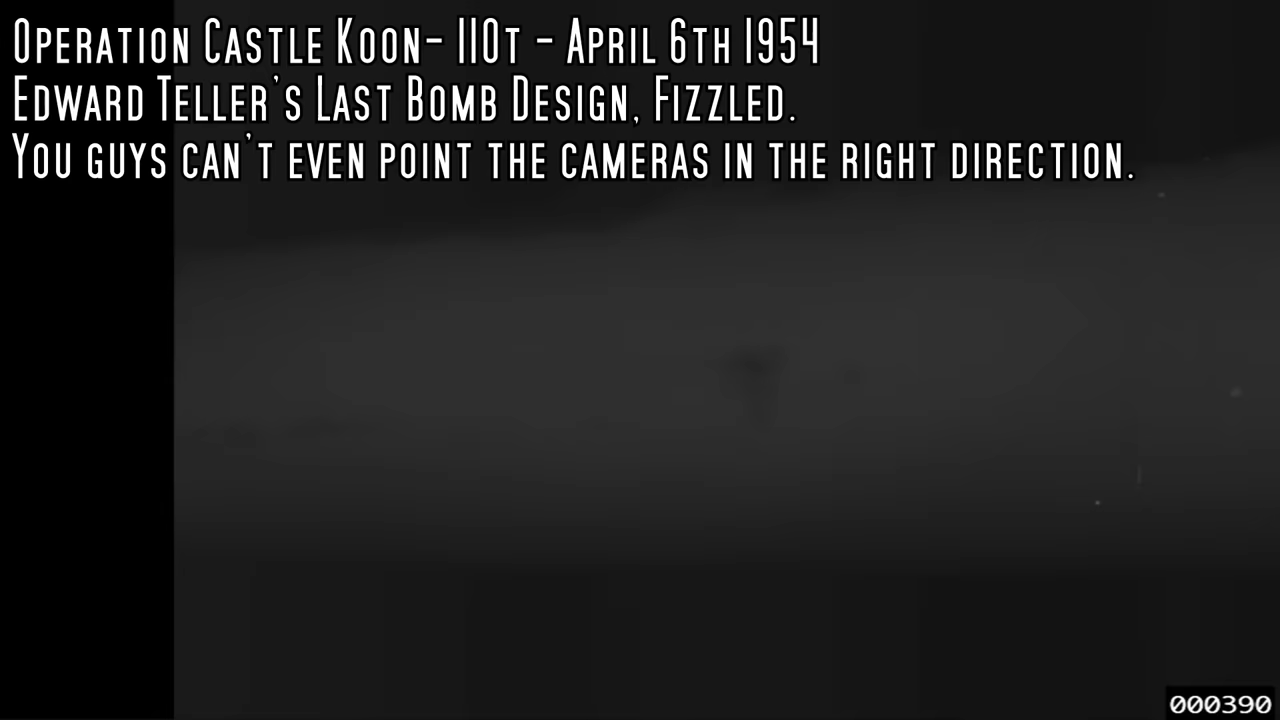 Operation Castle Koon- 110t - April 6th 1954
Edward Teller's Last Bomb Design, Fizzled.
You guys can't even point the cameras in the right direction.
000390